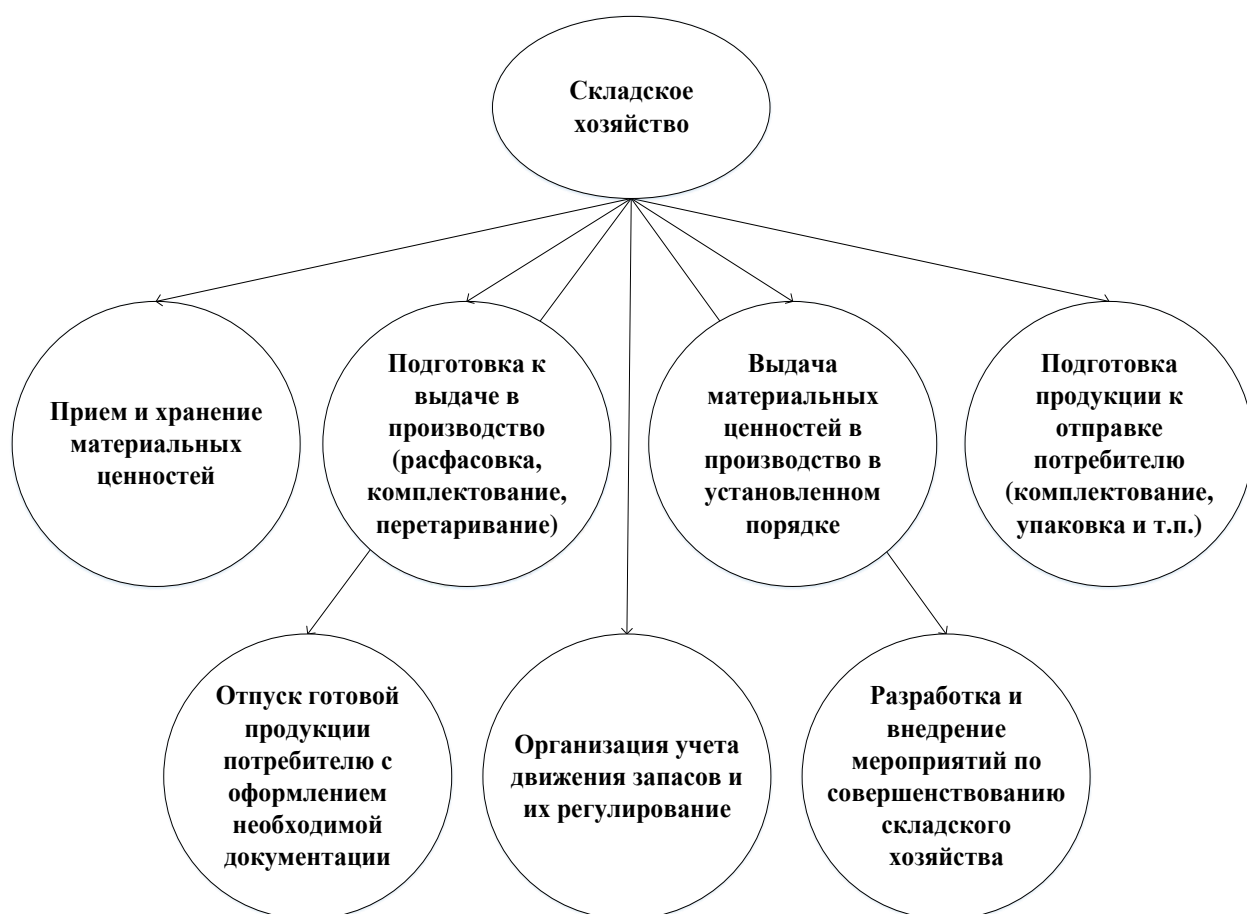 Складское
хозяйство
Прием и хранение
материальных
ценностей
Подготовка к
выдаче в
производство
(расфасовка,
комплектование,
перетаривание)
Выдача
материальных
ценностей в
производство в
установленном
порядке
Подготовка
продукции к
отправке
потребителю
(комплектование,
упаковка и т.п.)
Отпуск готовой
продукции
потребителю с
оформлением
необходимой
документации
Организация учета
движения запасов и
их регулирование
Разработка и
внедрение
мероприятий по
совершенствованию
складского
хозяйства